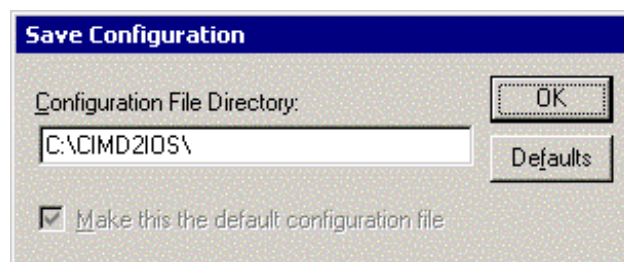 Save Configuration
Configuration File Directory:
OK
C:\CIMD2IOS\
Defaults
Make this the default configuration file